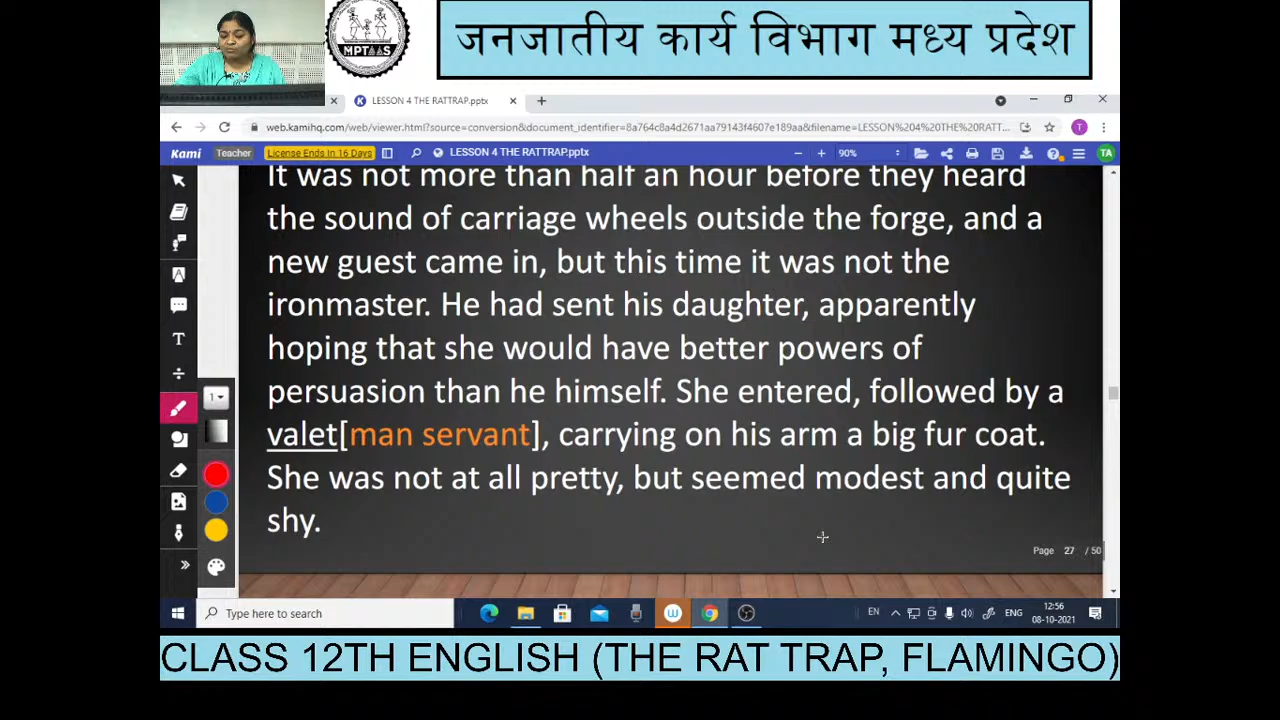 जनजातीय कार्य विभाग मध्य प्रदेश
MPTAAS
LESSON 4 THE RATTRAP.pptx
web.kamihq.com/web/viewer.html?source=conversion&document_identifier=8a764c8a4d2671aa79143f4607e189aa&filename=LESSON%204%20THE%20RATT...
Kami Teacher License Ends In 16 Days LESSON 4 THE RATTRAP.pptx 90% TA
It was not more than half an hour before they heard
the sound of carriage wheels outside the forge, and a
new guest came in, but this time it was not the
ironmaster. He had sent his daughter, apparently
hoping that she would have better powers of
persuasion than he himself. She entered, followed by a
valet[man servant], carrying on his arm a big fur coat.
She was not at all pretty, but seemed modest and quite
shy.
Page 27 / 50
Type here to search
EN ENG 12:56
08-10-2021
CLASS 12TH ENGLISH (THE RAT TRAP, FLAMINGO)